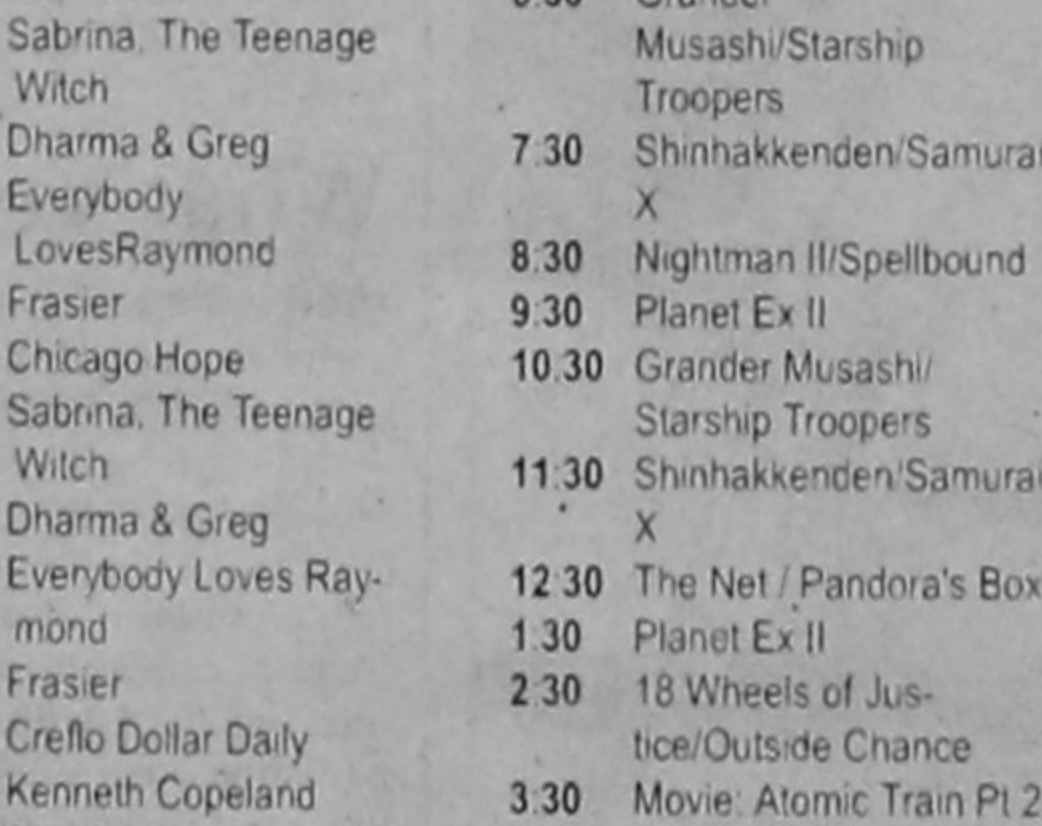 Sabrina, The Teenage
Witch
Dharma & Greg
Everybody
LovesRaymond
Frasier
Chicago Hope
Sabrina, The Teenage
Witch
Dharma & Greg
Everybody Loves Ray-
mond
Frasier
Creflo Dollar Daily
Kenneth Copeland
Musashi/Starship
Troopers
7:30 Shinhakkenden/Samurai
X
8:30 Nightman II/Spellbound
9:30 Planet Ex II
10:30 Grander Musashi/
Starship Troopers
11:30 Shinhakkenden/Samurai
X
12:30 The Net / Pandora's Box
1:30 Planet Ex II
2:30 18 Wheels of Jus-
tice/Outside Chance
3:30 Movie: Atomic Train Pt 2